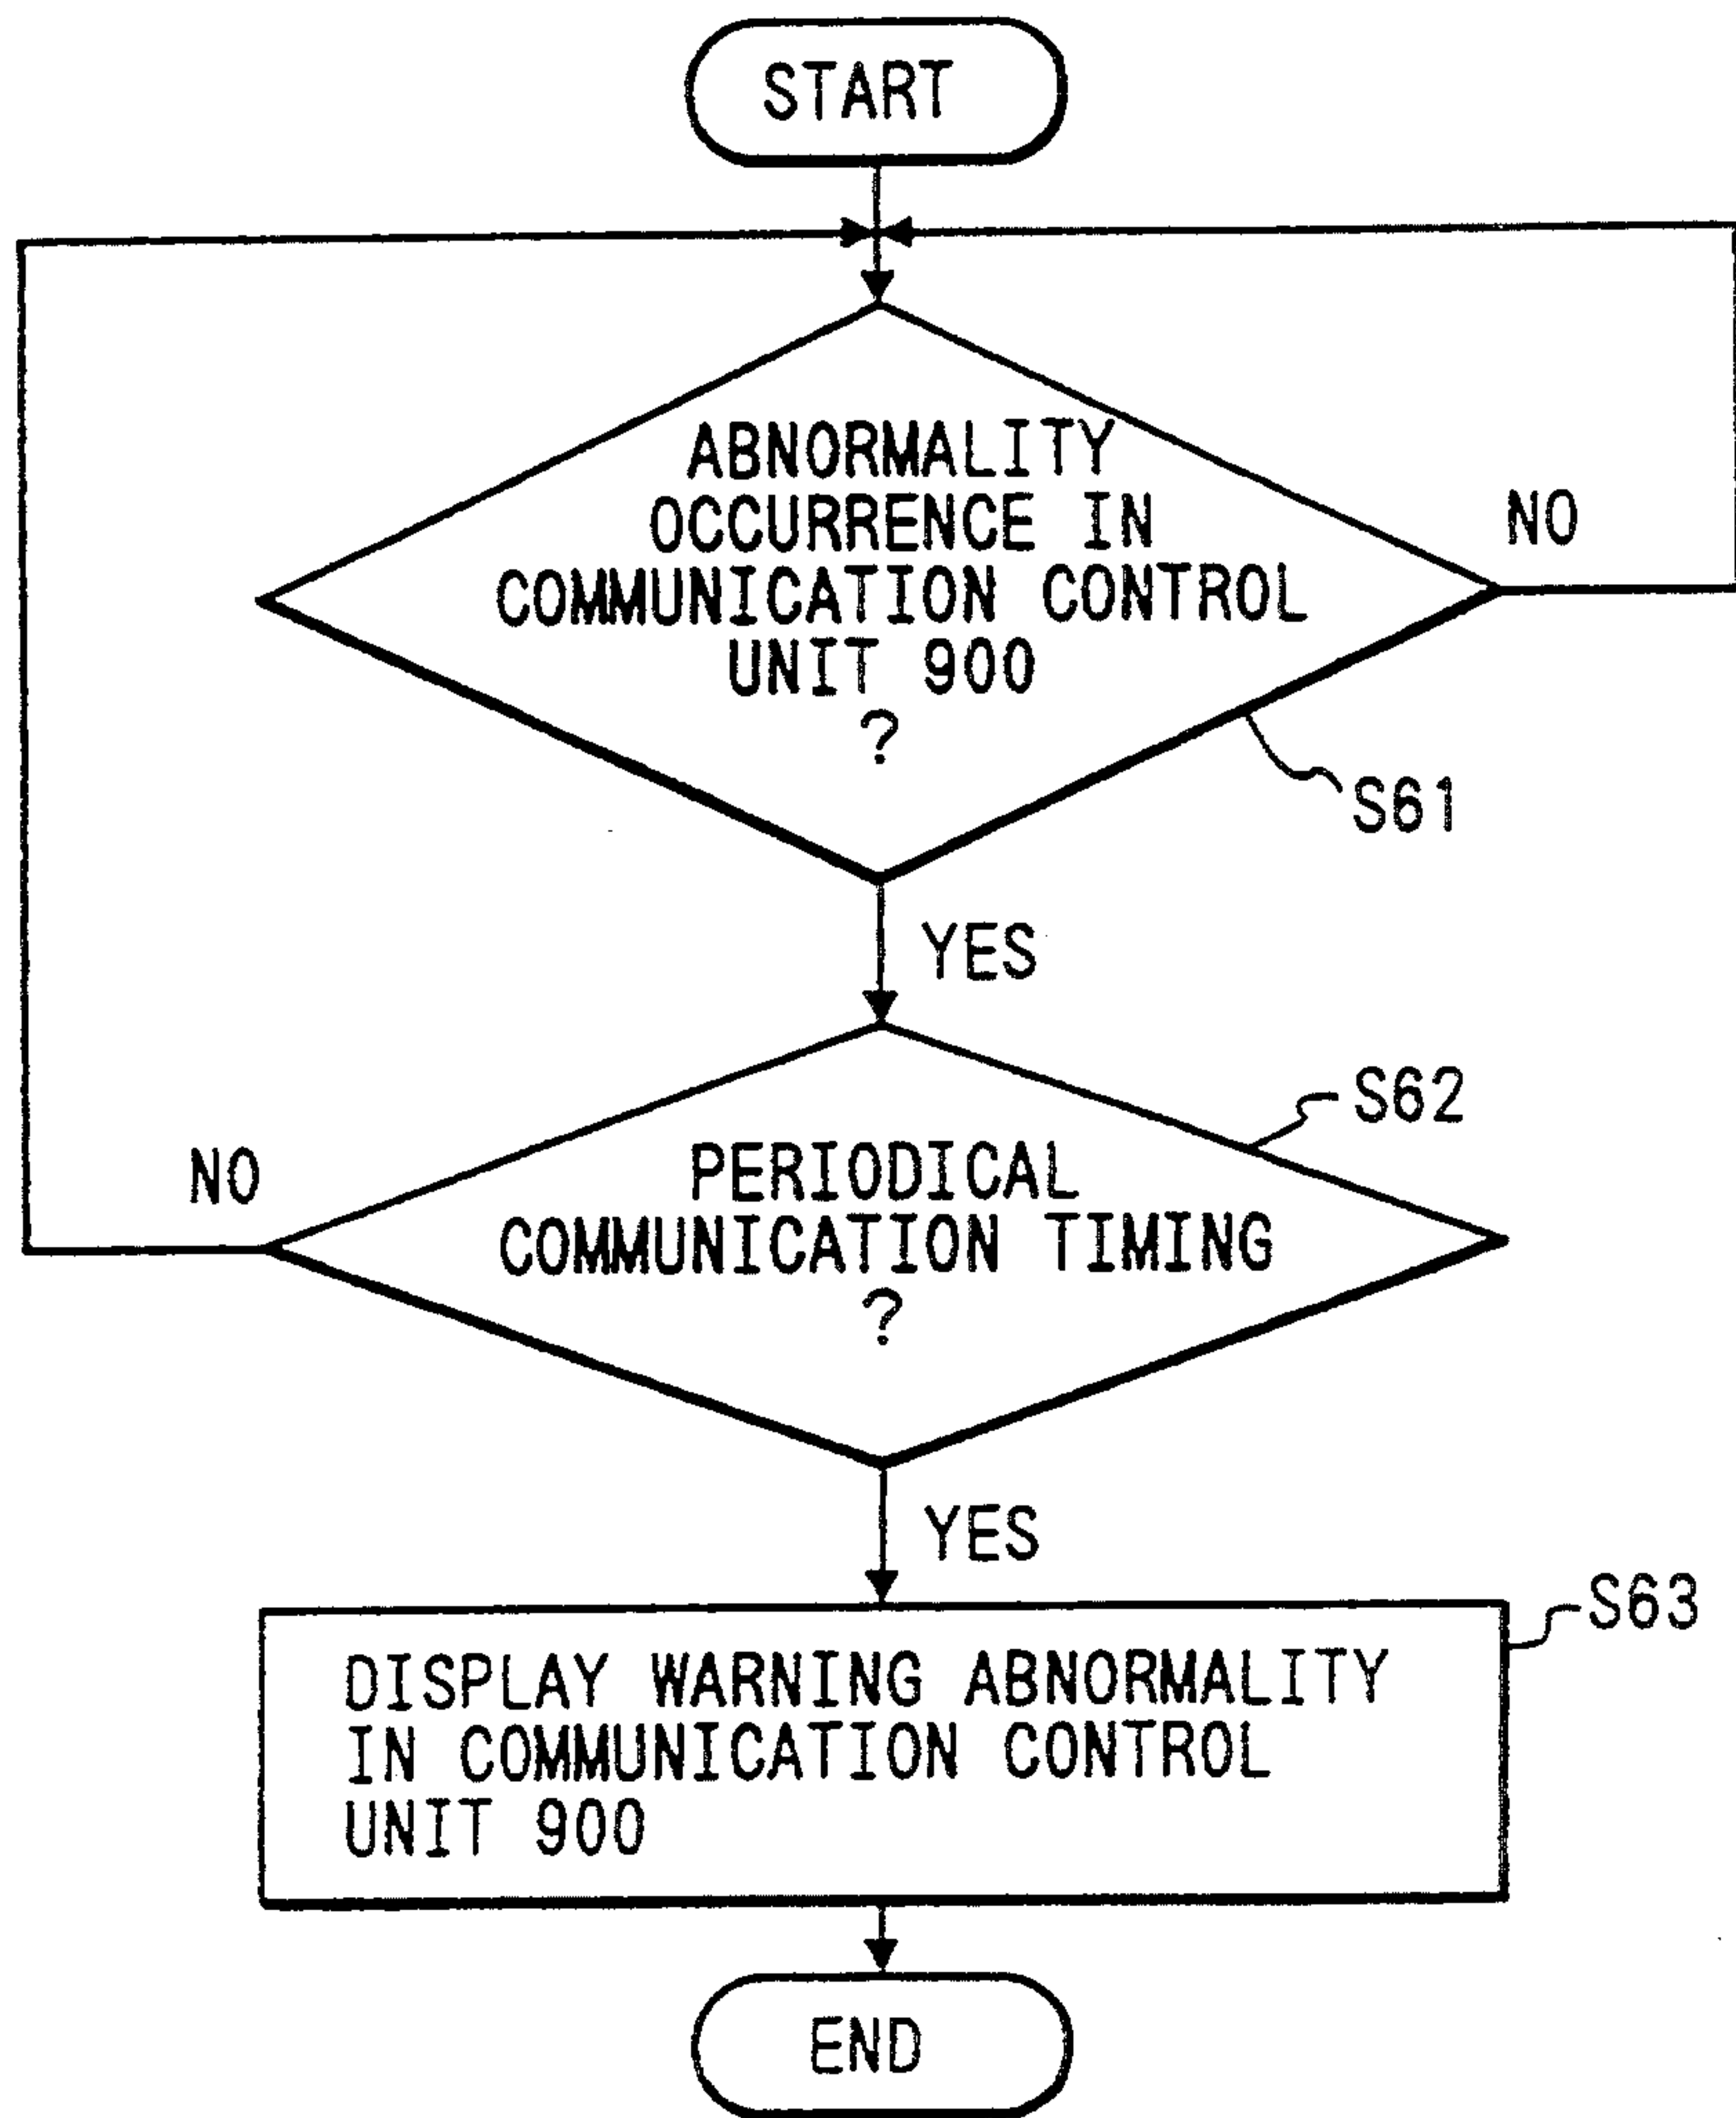 START
ABNORMALITY
OCCURRENCE IN
COMMUNICATION CONTROL
UNIT 900
?
NO
S61
YES
S62
PERIODICAL
COMMUNICATION TIMING
?
NO
YES
S63
DISPLAY WARNING ABNORMALITY
IN COMMUNICATION CONTROL
UNIT 900
END